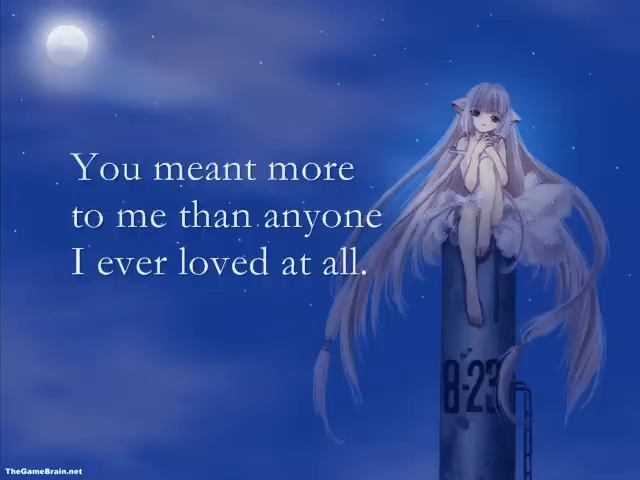 You meant more
to me than anyone
I ever loved at all.
8-23
TheGameBrain.net